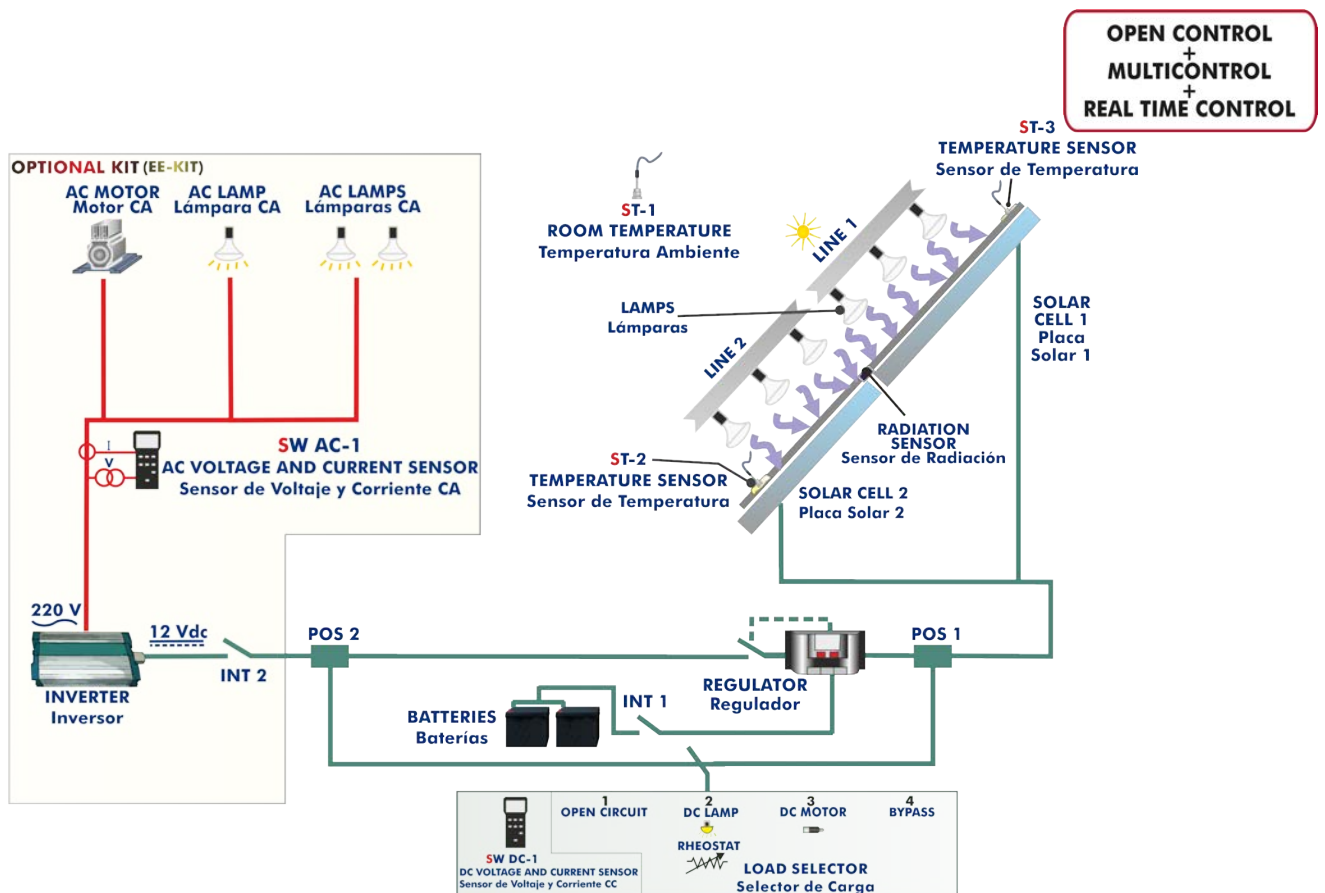 OPEN CONTROL
+
MULTICONTROL
+
REAL TIME CONTROL
OPTIONAL KIT (EE-KIT)
AC MOTOR
Motor CA
AC LAMP
Lámpara CA
AC LAMPS
Lámparas CA
ST-1
ROOM TEMPERATURE
Temperatura Ambiente
ST-3
TEMPERATURE SENSOR
Sensor de Temperatura
LINE 1
LAMPS
Lámparas
LINE 2
SOLAR
CELL 1
Placa
Solar 1
I
V
SW AC-1
AC VOLTAGE AND CURRENT SENSOR
Sensor de Voltaje y Corriente CA
RADIATION
SENSOR
Sensor de Radiación
ST-2
TEMPERATURE SENSOR
Sensor de Temperatura
SOLAR CELL 2
Placa Solar 2
220 V
12 Vdc
INT 2
POS 2
POS 1
INVERTER
Inversor
REGULATOR
Regulador
INT 1
BATTERIES
Baterías
1
OPEN CIRCUIT
2
DC LAMP
3
DC MOTOR
4
BYPASS
RHEOSTAT
SW DC-1
DC VOLTAGE AND CURRENT SENSOR
Sensor de Voltaje y Corriente CC
LOAD SELECTOR
Selector de Carga